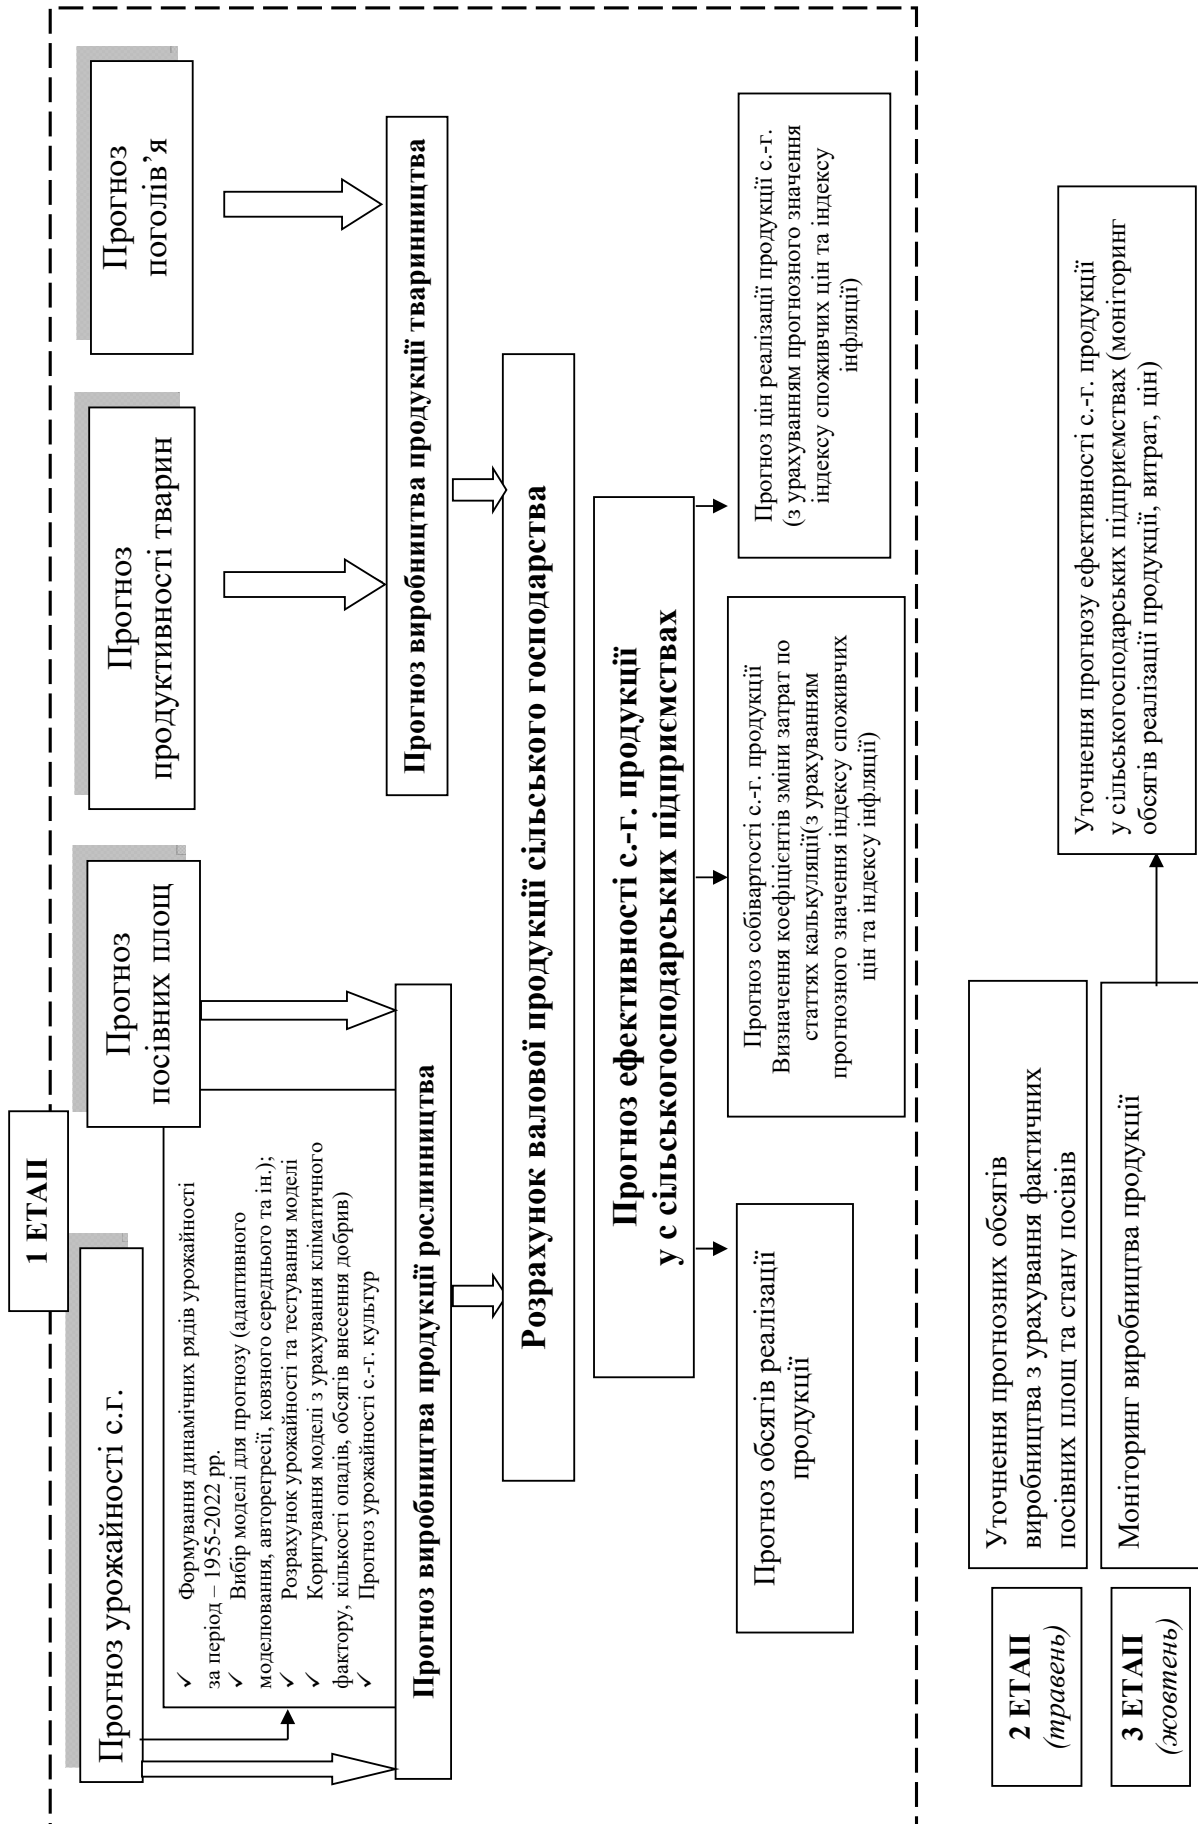 1 ЕТАП
Прогноз урожайності с.г.
Прогноз
посівних площ
Прогноз
продуктивності тварин
Прогноз
поголів’я
✓ Формування динамічних рядів урожайності
за період – 1955-2022 рр.
✓ Вибір моделі для прогнозу (адаптивного
моделювання, авторегресії, ковзного середнього та ін.);
✓ Розрахунок урожайності та тестування моделі
✓ Коригування моделі з урахування кліматичного
фактору, кількості опадів, обсягів внесення добрив)
✓ Прогноз урожайності с.-г. культур
Прогноз виробництва продукції рослинництва
Прогноз виробництва продукції тваринництва
Розрахунок валової продукції сільського господарства
Прогноз ефективності с.-г. продукції
у с сільськогосподарських підприємствах
Прогноз обсягів реалізації
продукції
Прогноз собівартості с.-г. продукції
Визначення коефіцієнтів зміни затрат по
статтях калькуляції(з урахуванням
прогнозного значення індексу споживчих
цін та індексу інфляції)
Прогноз цін реалізації продукції с.-г.
(з урахуванням прогнозного значення
індексу споживчих цін та індексу
інфляції)
2 ЕТАП
(травень)
Уточнення прогнозних обсягів
виробництва з урахування фактичних
посівних площ та стану посівів
3 ЕТАП
(жовтень)
Моніторинг виробництва продукції
Уточнення прогнозу ефективності с.-г. продукції
у сільськогосподарських підприємствах (моніторинг
обсягів реалізації продукції, витрат, цін)